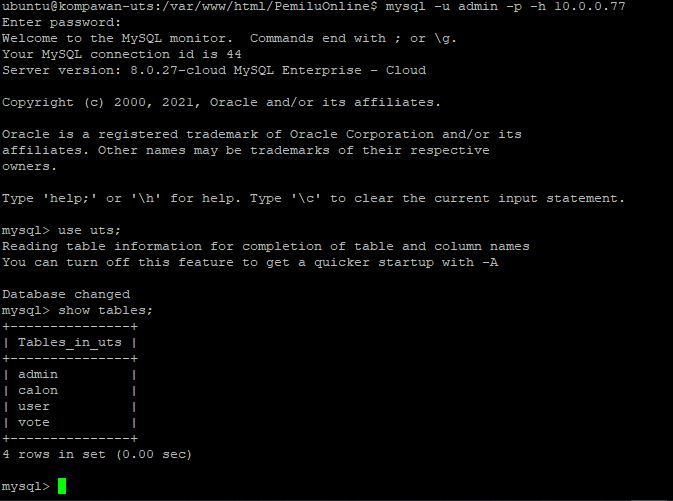 ubuntu@kompawan-uts:/var/www/html/PemiluOnline$ mysql -u admin -p -h 10.0.0.77
Enter password:
Welcome to the MySQL monitor.  Commands end with ; or \g.
Your MySQL connection id is 44
Server version: 8.0.27-cloud MySQL Enterprise - Cloud

Copyright (c) 2000, 2021, Oracle and/or its affiliates.

Oracle is a registered trademark of Oracle Corporation and/or its
affiliates. Other names may be trademarks of their respective
owners.

Type 'help;' or '\h' for help. Type '\c' to clear the current input statement.

mysql> use uts;
Reading table information for completion of table and column names
You can turn off this feature to get a quicker startup with -A

Database changed
mysql> show tables;
+---------------+
| Tables_in_uts |
+---------------+
| admin         |
| calon         |
| user          |
| vote          |
+---------------+
4 rows in set (0.00 sec)

mysql>